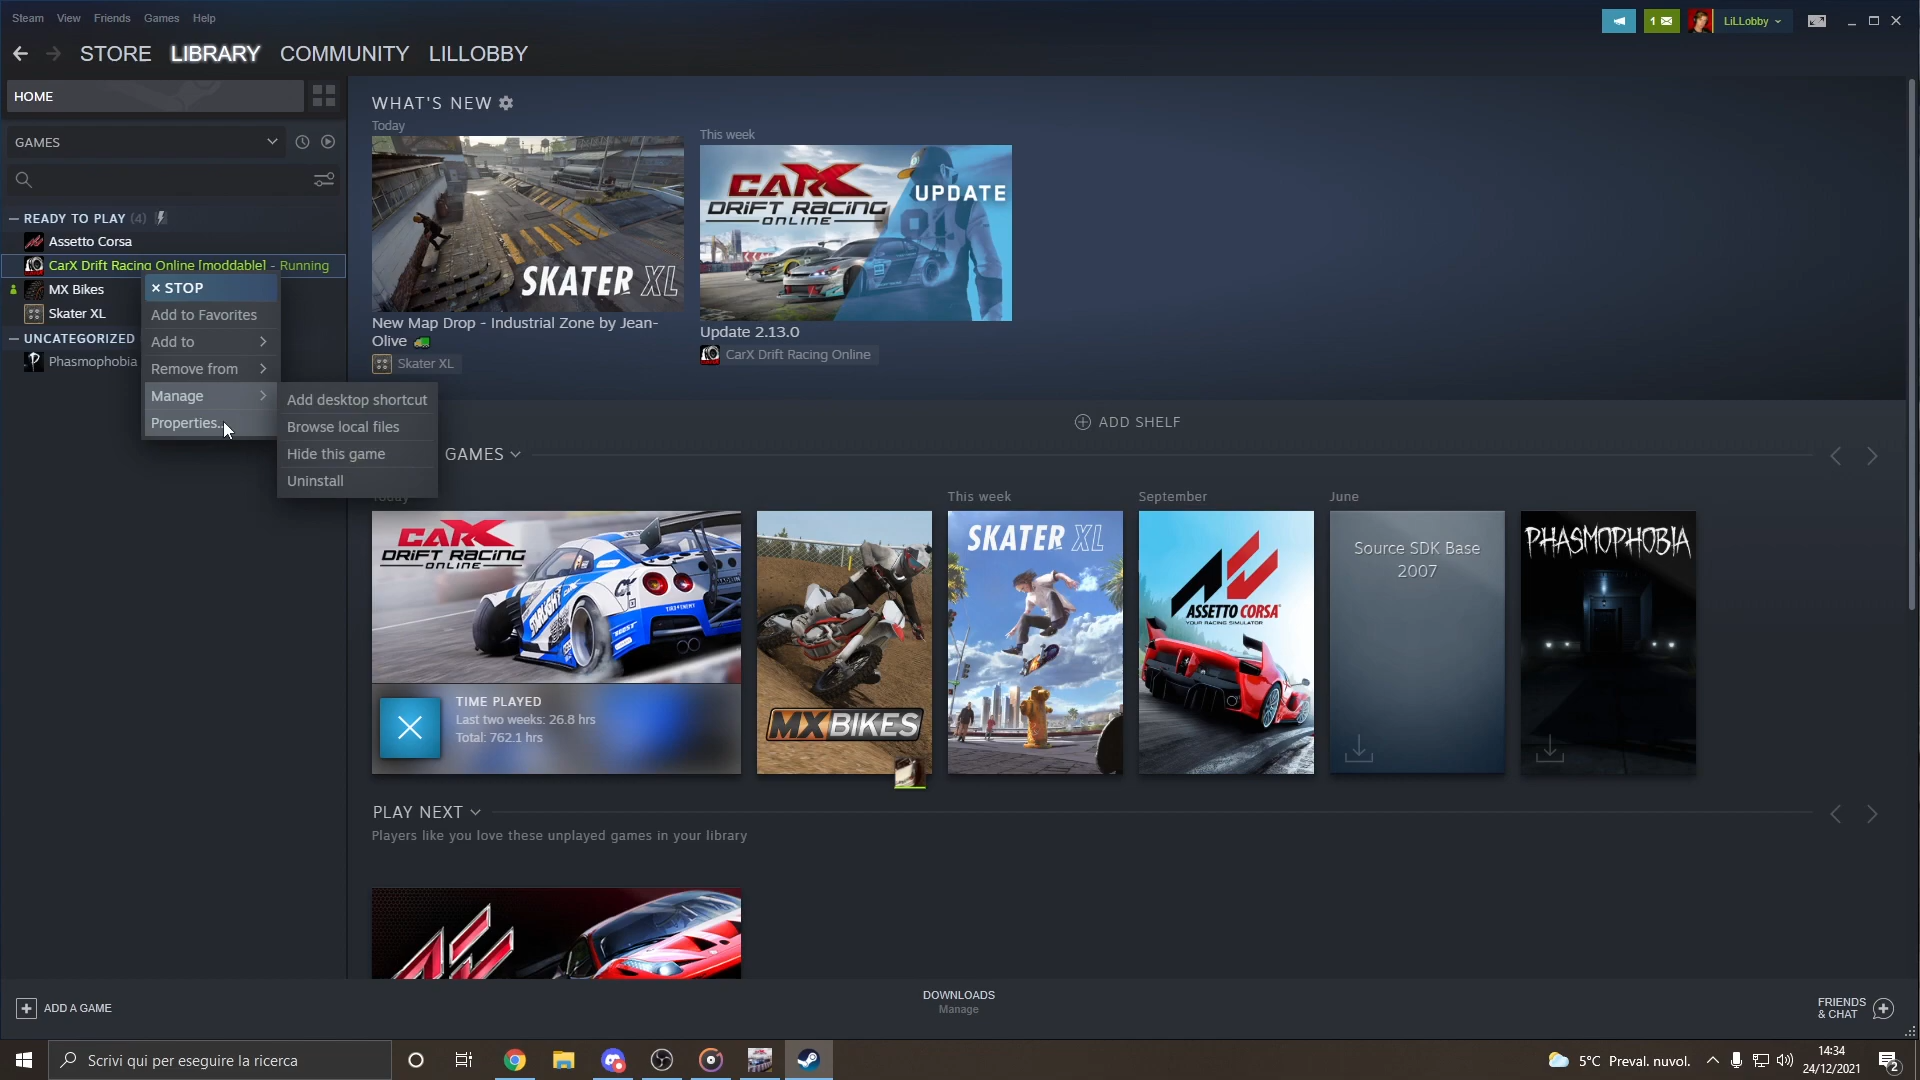 Steam View Friends Games Help
1
LiLLobby
STORE LIBRARY COMMUNITY LILLOBBY
HOME
GAMES
READY TO PLAY (4)
Assetto Corsa
CarX Drift Racing Online [moddable] - Running
MX Bikes
Skater XL
UNCATEGORIZED
Phasmophobia
× STOP
Add to Favorites
Add to
Remove from
Manage
Properties...
Add desktop shortcut
Browse local files
Hide this game
Uninstall
WHAT'S NEW
Today
SKATER XL
New Map Drop - Industrial Zone by Jean-
Olive
Skater XL
This week
CARX
DRIFT RACING
ONLINE
UPDATE
Update 2.13.0
CarX Drift Racing Online
ADD SHELF
GAMES
Today
This week
September
June
CARX
DRIFT RACING
ONLINE
TIME PLAYED
Last two weeks: 26.8 hrs
Total: 762.1 hrs
MX BIKES
SKATER XL
ASSETTO CORSA
YOUR RACING SIMULATOR
Source SDK Base
2007
PHASMOPHOBIA
PLAY NEXT
Players like you love these unplayed games in your library
ADD A GAME
DOWNLOADS
Manage
FRIENDS
& CHAT
Scrivi qui per eseguire la ricerca
5°C Preval. nuvol.
14:34
24/12/2021
2